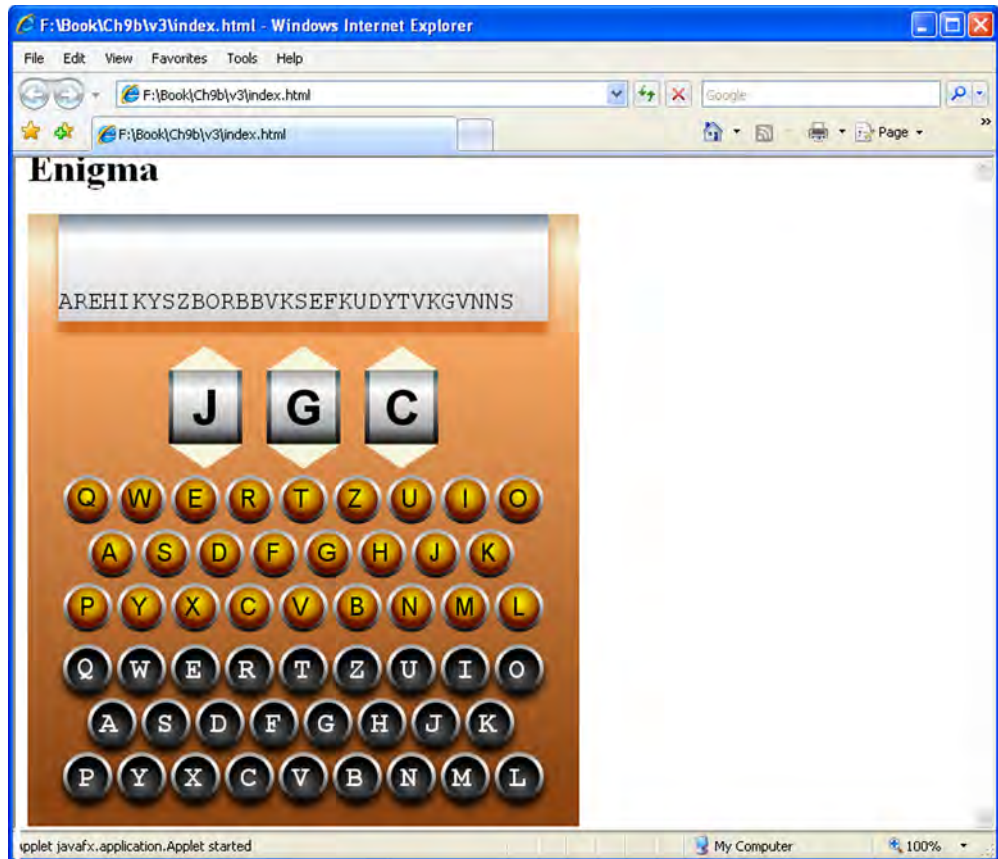 F:\Book\Ch9b\v3\index.html - Windows Internet Explorer
File Edit View Favorites Tools Help
F:\Book\Ch9b\v3\index.html Google
F:\Book\Ch9b\v3\index.html Page
Enigma
AREHIKYSZBORBBVKSEFKUDYTVKGVNNS
J G C
Q W E R T Z U I O
A S D F G H J K
P Y X C V B N M L
Q W E R T Z U I O
A S D F G H J K
P Y X C V B N M L
pplet javafx.application.Applet started My Computer 100%